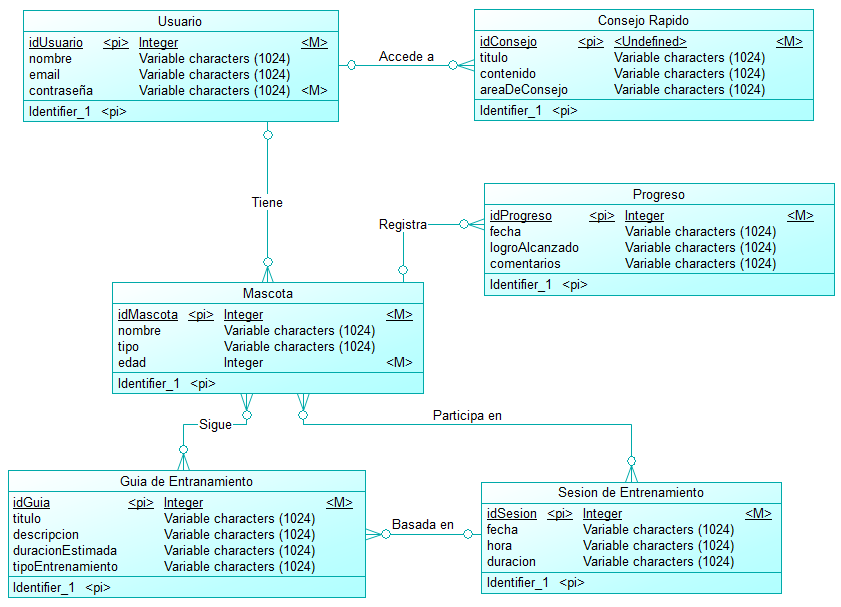 Usuario
idUsuario <pi> Integer <M>
nombre Variable characters (1024)
email Variable characters (1024)
contraseña Variable characters (1024) <M>
Identifier_1 <pi>
Accede a
Consejo Rapido
idConsejo <pi> <Undefined> <M>
titulo Variable characters (1024)
contenido Variable characters (1024)
areaDeConsejo Variable characters (1024)
Identifier_1 <pi>
Tiene
Registra
Progreso
idProgreso <pi> Integer <M>
fecha Variable characters (1024)
logroAlcanzado Variable characters (1024)
comentarios Variable characters (1024)
Identifier_1 <pi>
Mascota
idMascota <pi> Integer <M>
nombre Variable characters (1024)
tipo Variable characters (1024)
edad Integer <M>
Identifier_1 <pi>
Sigue
Participa en
Guia de Entranamiento
idGuia <pi> Integer <M>
titulo Variable characters (1024)
descripcion Variable characters (1024)
duracionEstimada Variable characters (1024)
tipoEntrenamiento Variable characters (1024)
Identifier_1 <pi>
Basada en
Sesion de Entrenamiento
idSesion <pi> Integer <M>
fecha Variable characters (1024)
hora Variable characters (1024)
duracion Variable characters (1024)
Identifier_1 <pi>